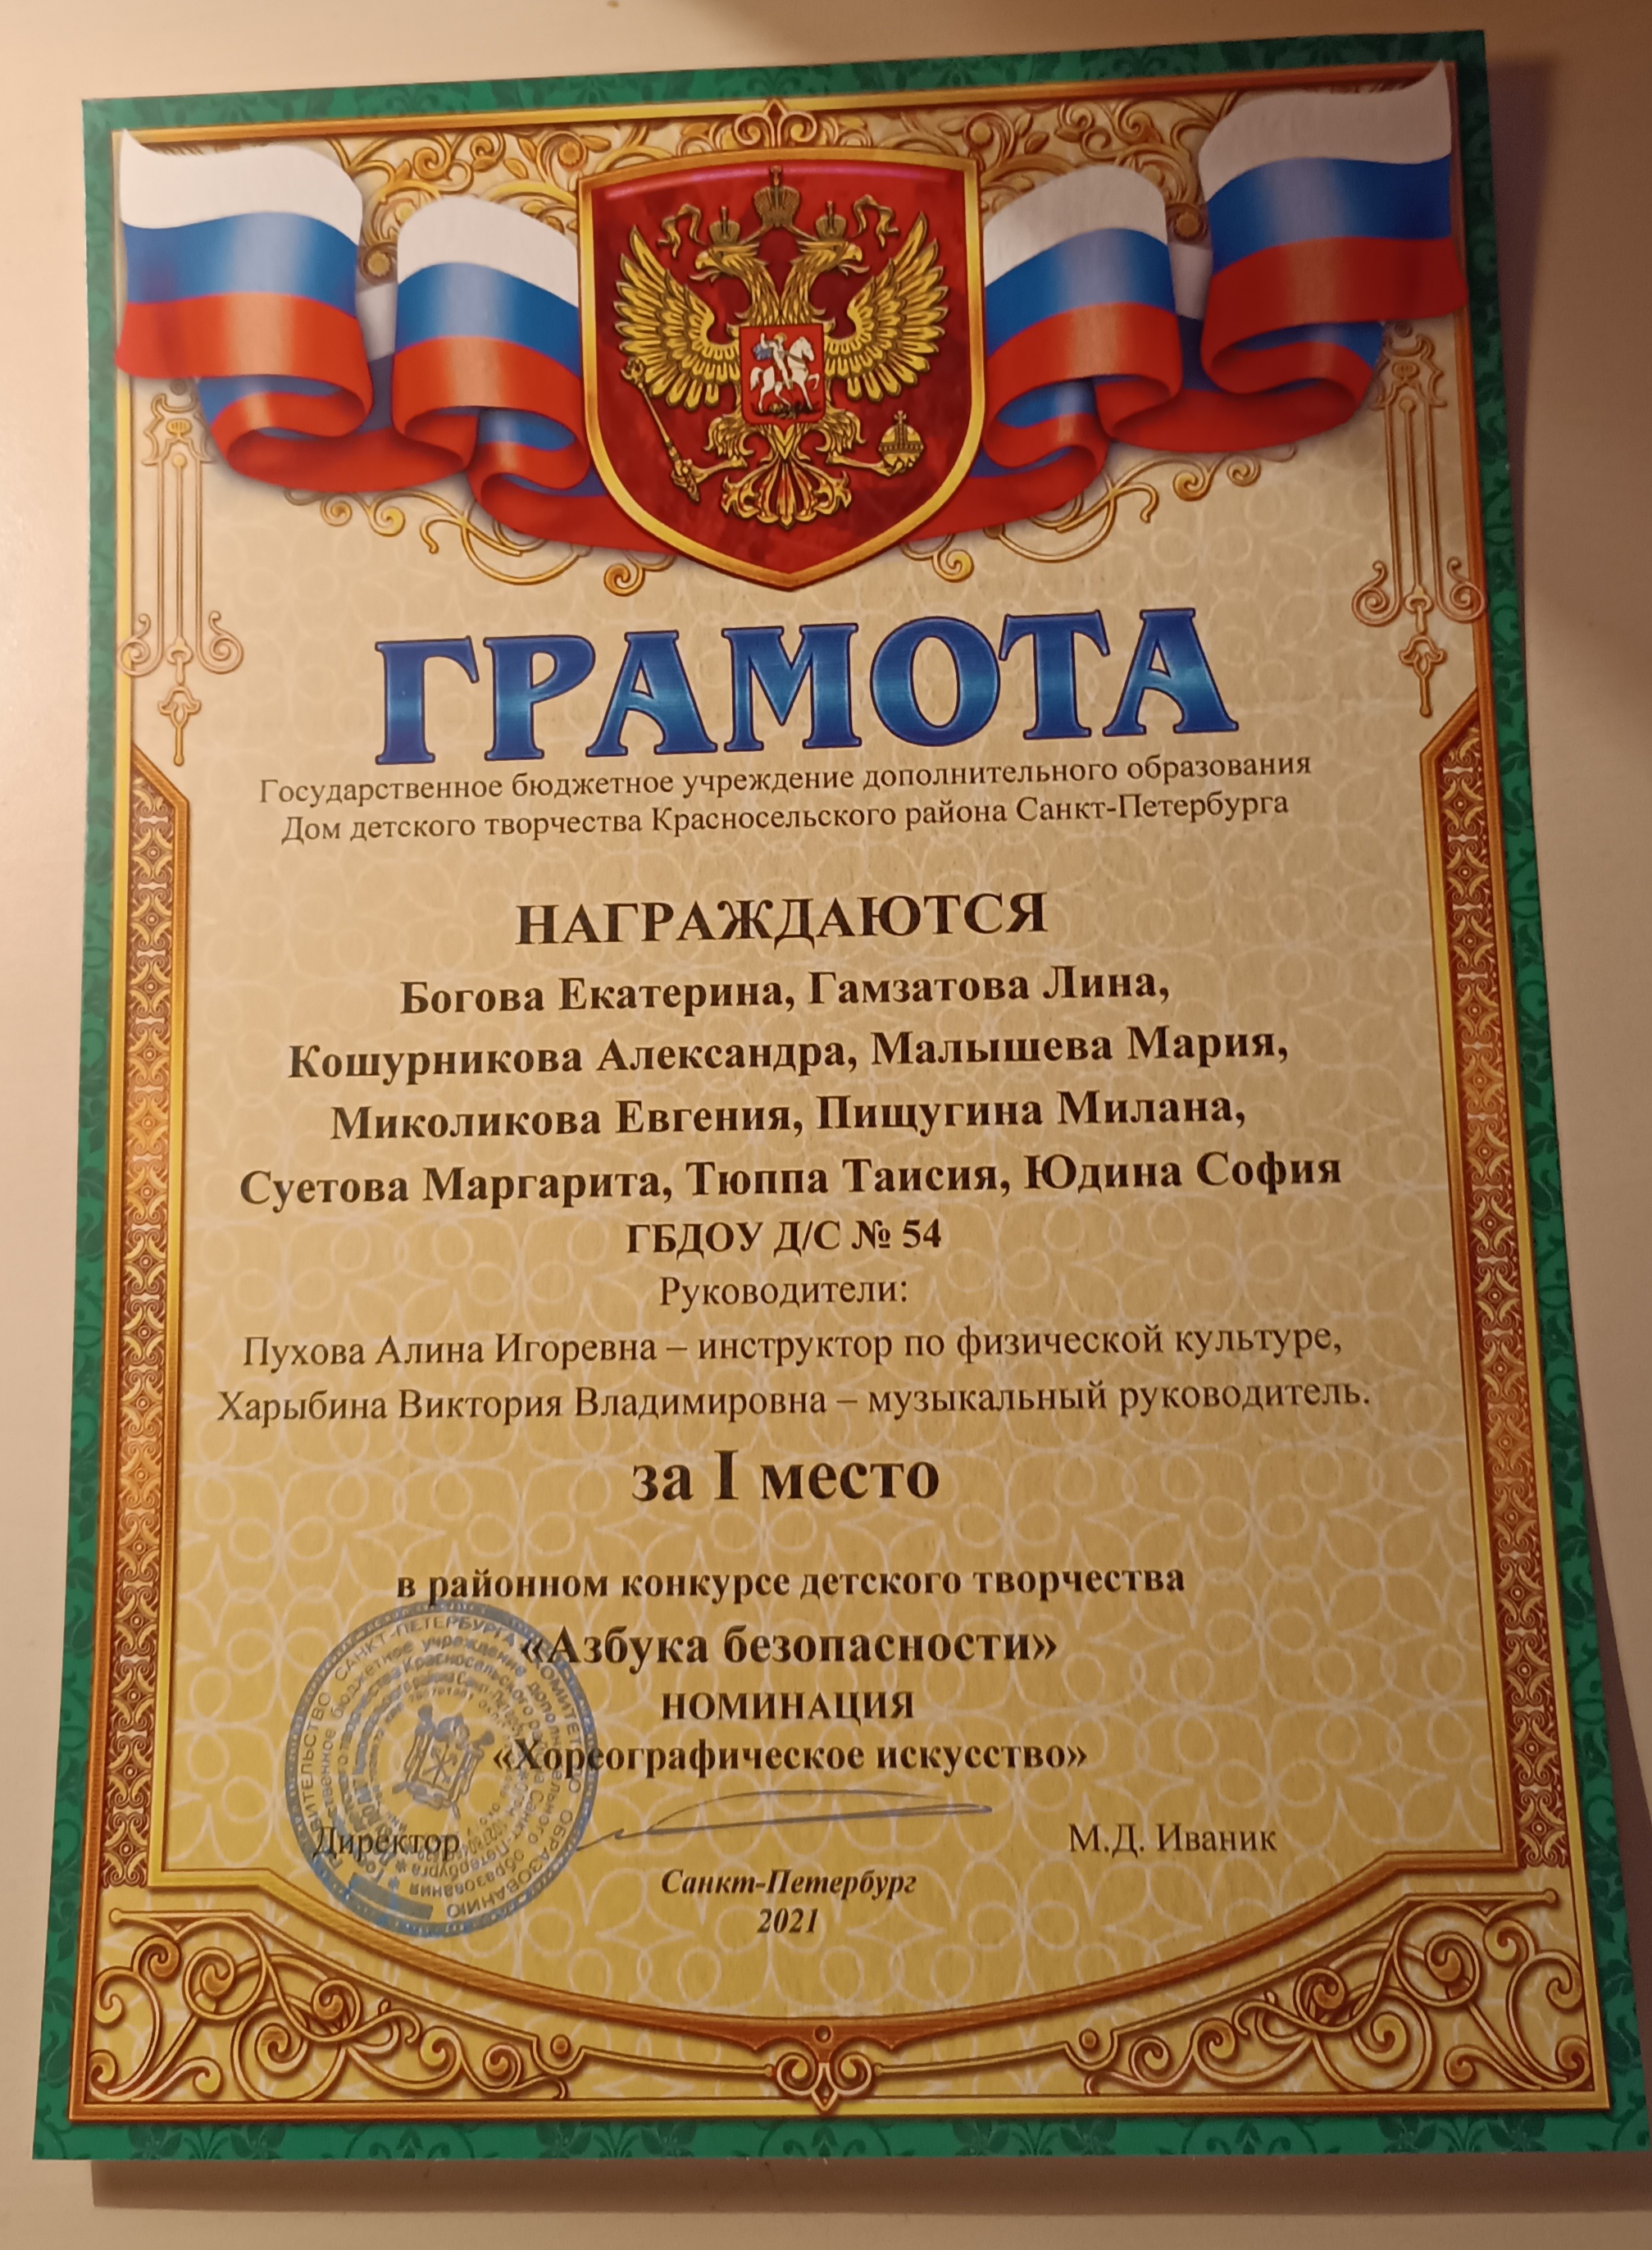 ГРАМОТА
Государственное бюджетное учреждение дополнительного образования
Дом детского творчества Красносельского района Санкт-Петербурга
НАГРАЖДАЮТСЯ
Богова Екатерина, Гамзатова Лина,
Кошурникова Александра, Малышева Мария,
Миколикова Евгения, Пищугина Милана,
Суетова Маргарита, Тюппа Таисия, Юдина София
ГБДОУ Д/С № 54
Руководители:
Пухова Алина Игоревна – инструктор по физической культуре,
Харыбина Виктория Владимировна – музыкальный руководитель.
за I место
в районном конкурсе детского творчества
«Азбука безопасности»
НОМИНАЦИЯ
«Хореографическое искусство»
Директор М.Д. Иваник
Санкт-Петербург
2021